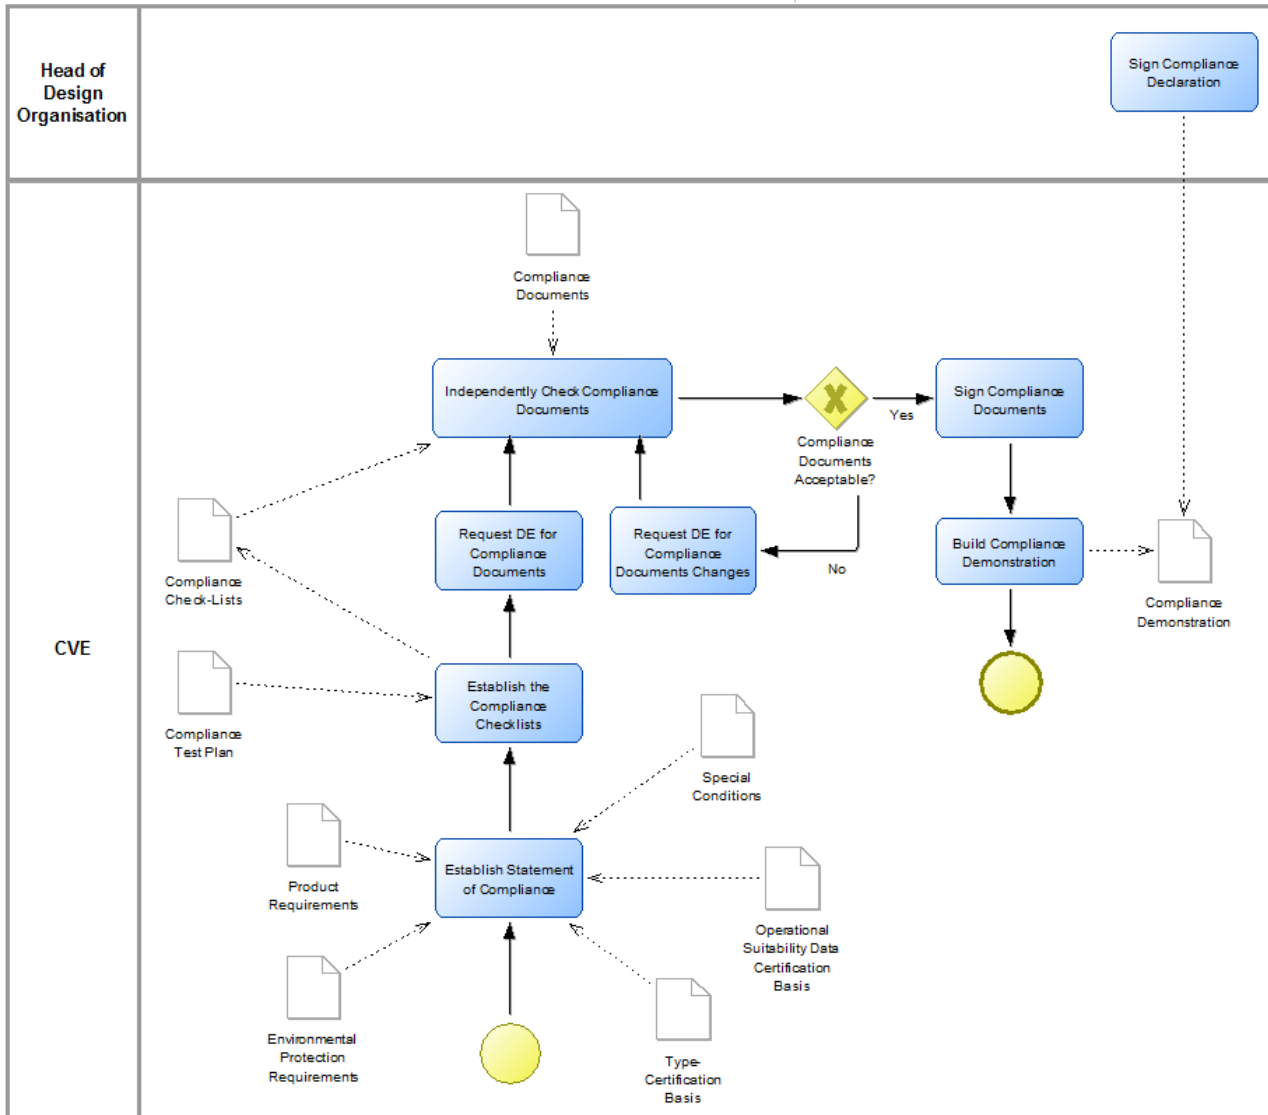 Head of
Design
Organisation
Sign Compliance
Declaration
CVE
Compliance
Documents
Independently Check Compliance
Documents
Compliance
Documents
Acceptable?
Yes
Sign Compliance
Documents
Compliance
Check-Lists
Request DE for
Compliance
Documents
Request DE for
Compliance
Documents Changes
No
Build Compliance
Demonstration
Compliance
Demonstration
Compliance
Test Plan
Establish the
Compliance
Checklists
Special
Conditions
Product
Requirements
Establish Statement
of Compliance
Operational
Suitability Data
Certification
Basis
Environmental
Protection
Requirements
Type-
Certification
Basis